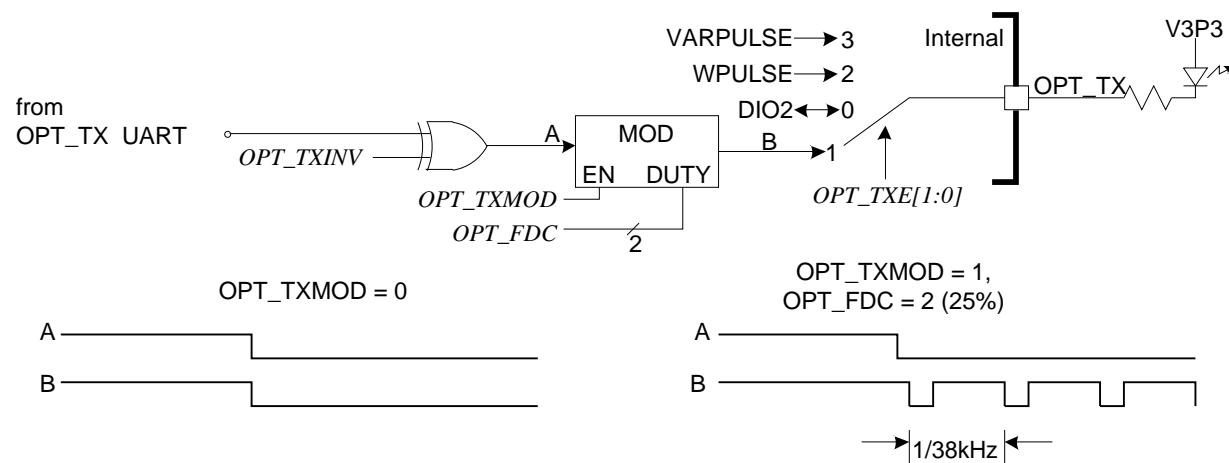 VARPULSE 3
Internal
V3P3
WPULSE 2
from
OPT_TX UART
DIO2 0
OPT_TX
OPT_TXINV
A
MOD
EN DUTY
B
1
OPT_TXMOD
OPT_FDC
2
OPT_TXE[1:0]
OPT_TXMOD = 0
A
B
OPT_TXMOD = 1,
OPT_FDC = 2 (25%)
A
B
1/38kHz